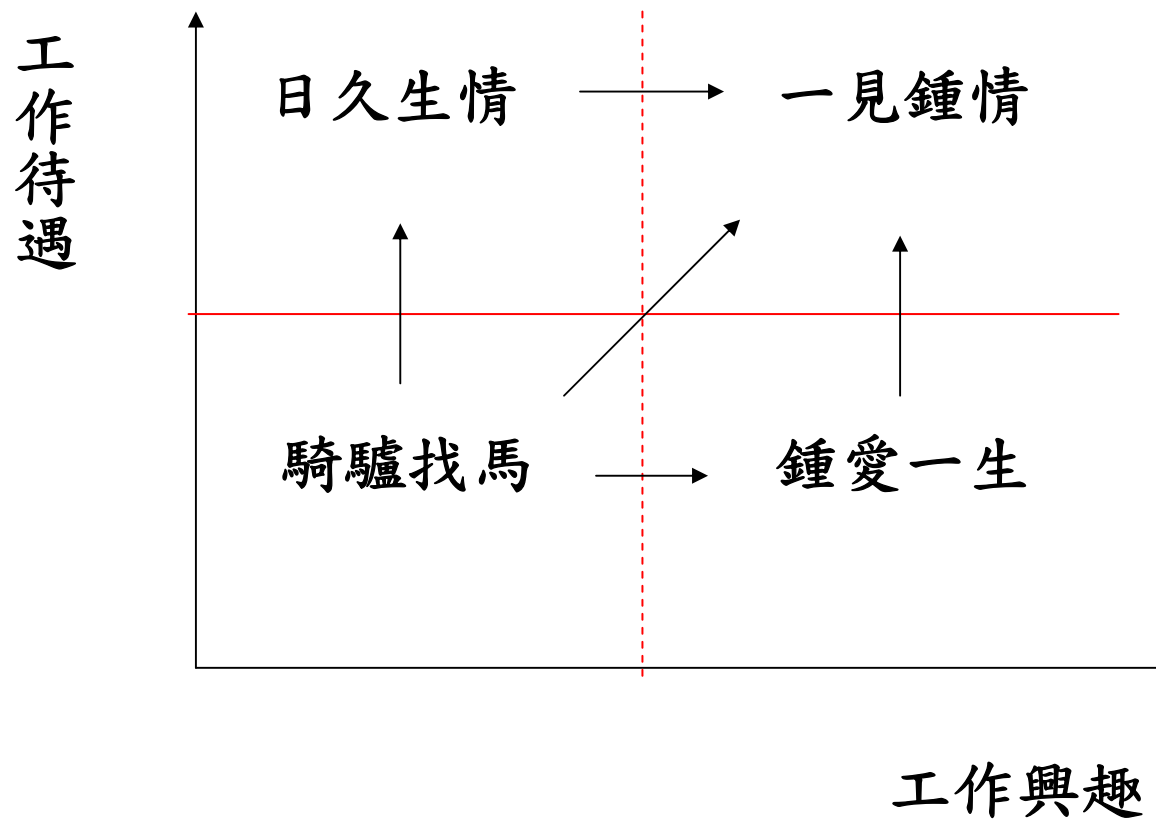 工作待遇
日久生情
一見鍾情
騎驢找馬
鍾愛一生
工作興趣